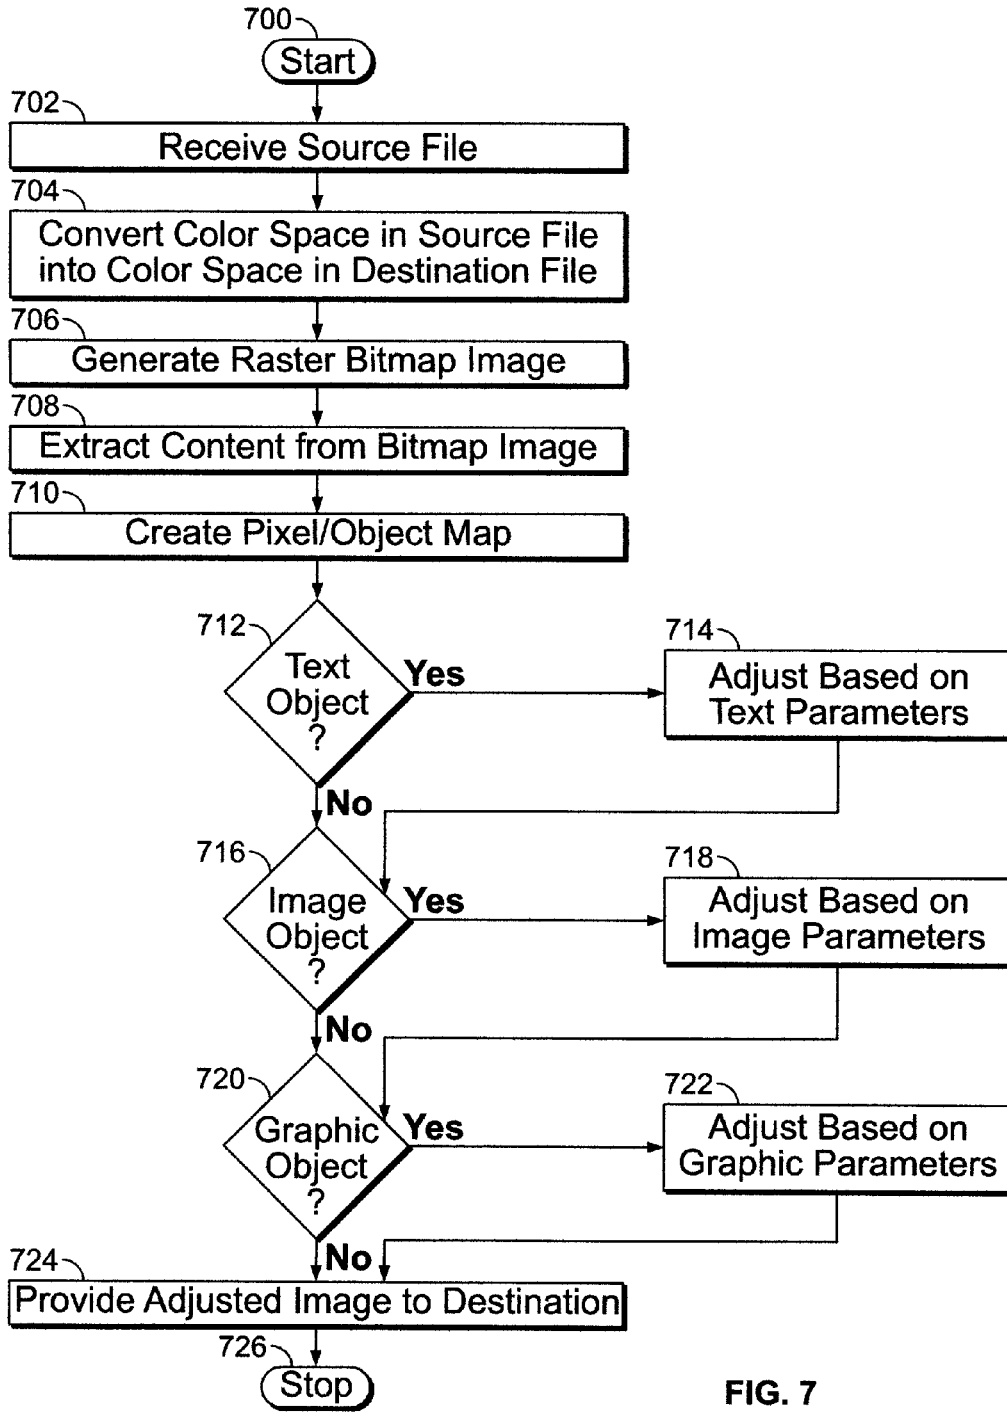 700
Start
702
Receive Source File
704
Convert Color Space in Source File
into Color Space in Destination File
706
Generate Raster Bitmap Image
708
Extract Content from Bitmap Image
710
Create Pixel/Object Map
712
Text
Object
?
Yes
No
714
Adjust Based on
Text Parameters
716
Image
Object
?
Yes
No
718
Adjust Based on
Image Parameters
720
Graphic
Object
?
Yes
No
722
Adjust Based on
Graphic Parameters
724
Provide Adjusted Image to Destination
726
Stop
FIG. 7